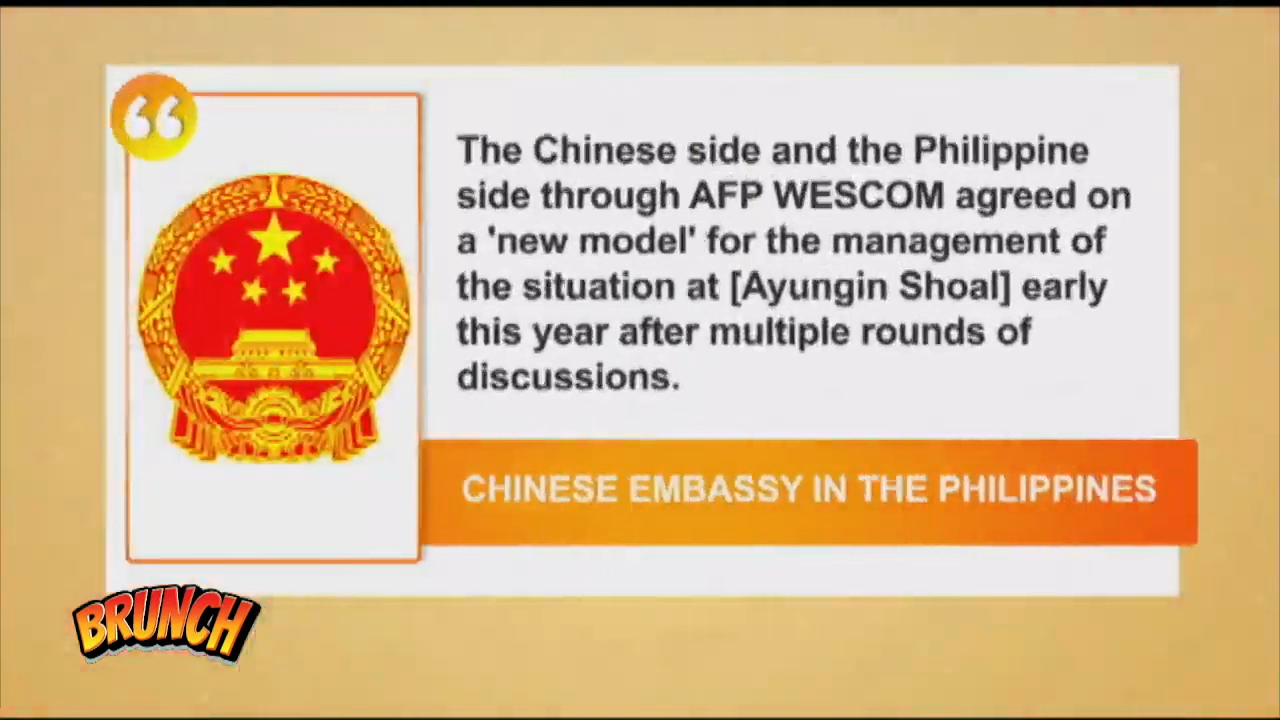 The Chinese side and the Philippine
side through AFP WESCOM agreed on
a 'new model' for the management of
the situation at [Ayungin Shoal] early
this year after multiple rounds of
discussions.
CHINESE EMBASSY IN THE PHILIPPINES
BRUNCH